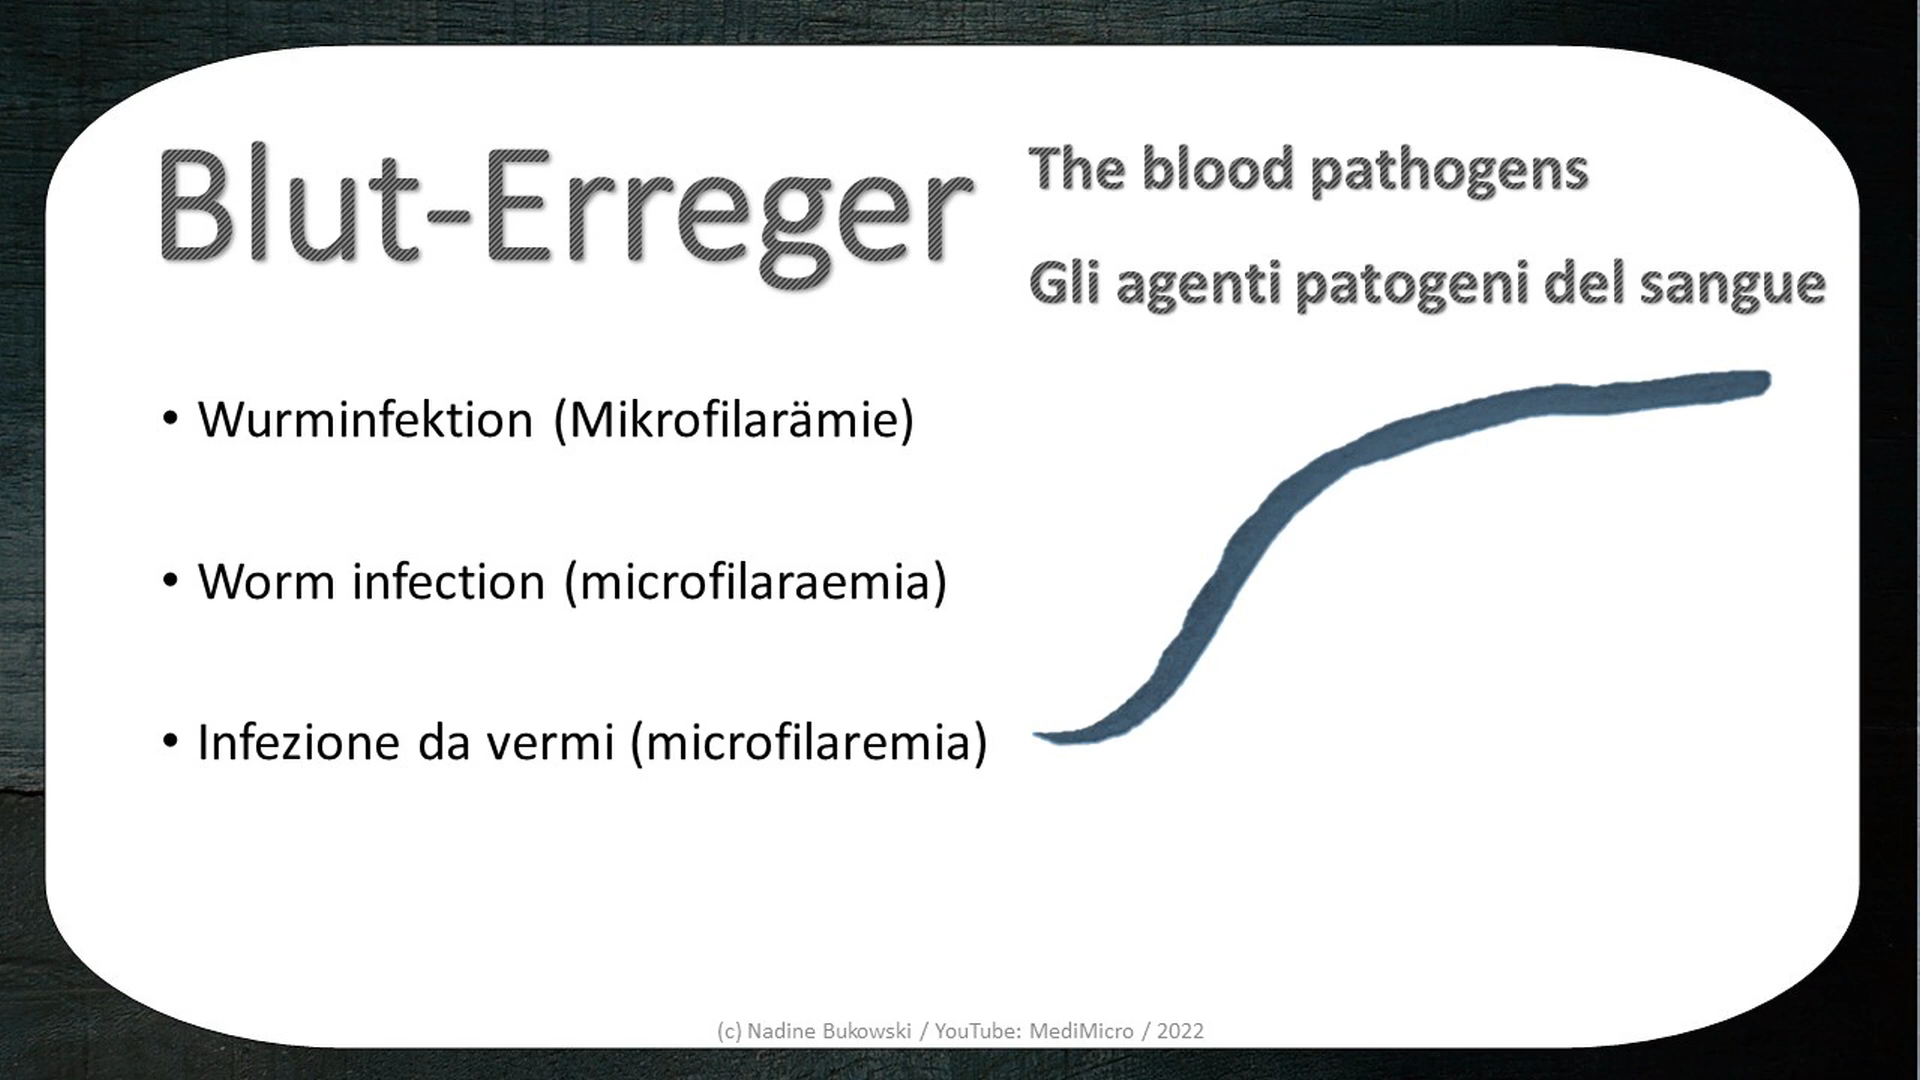 Blut-Erreger
The blood pathogens
Gli agenti patogeni del sangue
• Wurminfektion (Mikrofilarämie)
• Worm infection (microfilaraemia)
• Infezione da vermi (microfilaremia)
(c) Nadine Bukowski / YouTube: MediMicro / 2022